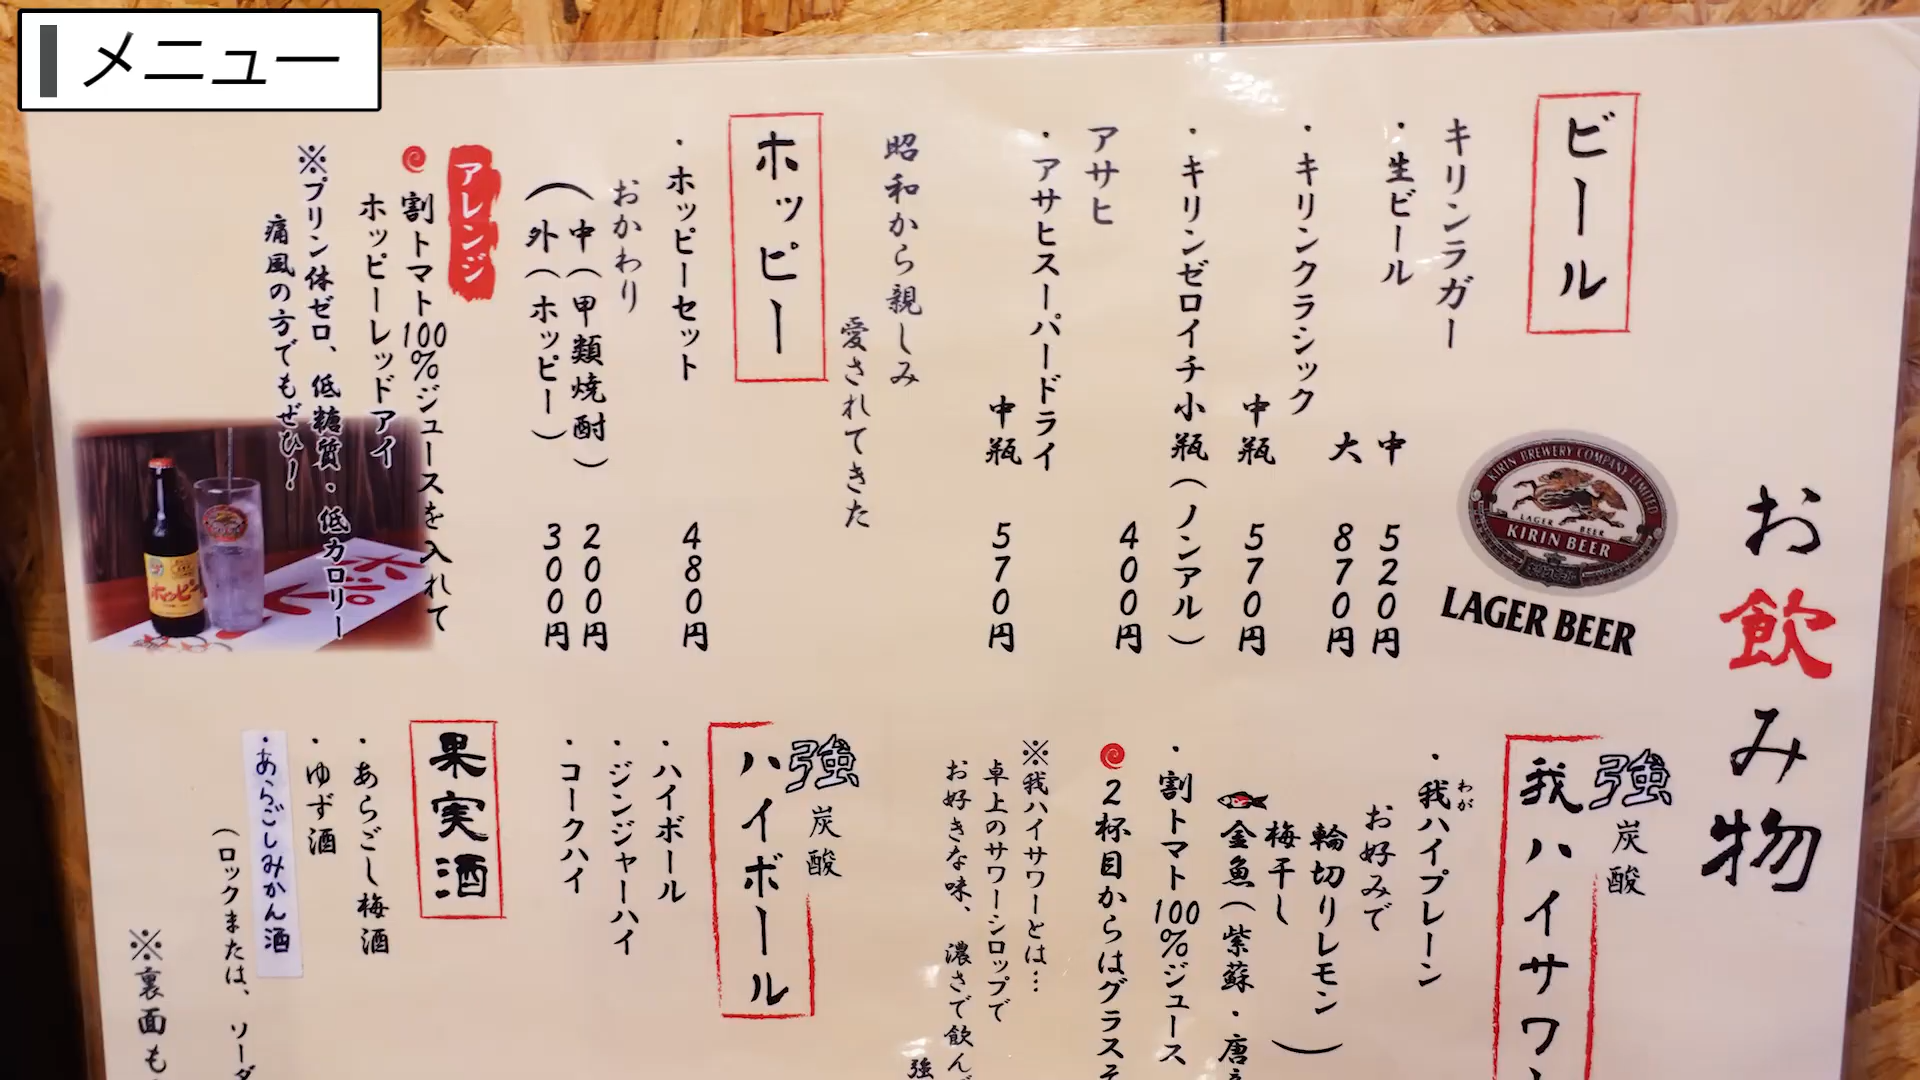 メニュー
お飲み物
ビール
キリンラガー
・生ビール 中 520円
大 870円
・キリンクラシック
中瓶 570円
・キリンゼロイチ小瓶(ノンアル)
400円
アサヒ
・アサヒスーパードライ
中瓶 570円
KIRIN BREWERY COMPANY LIMITED
LAGER BEER
KIRIN BEER
LAGER BEER
昭和から親しみ
愛されてきた
ホッピー
・ホッピーセット 480円
おかわり
(中(甲類焼酎) 200円
(外(ホッピー) 300円
アレンジ
割トマト100%ジュースを入れて
ホッピーレッドアイ
※プリン体ゼロ、低糖質・低カロリー
痛風の方でもぜひ!
ホッピー
強炭酸
我ハイサワー
・我ハイプレーン
わが
お好みで
輪切りレモン
梅干し
金魚(紫蘇・唐
・割トマト100%ジュース
2杯目からはグラスそ
※我ハイサワーとは…
卓上のサワーシロップで
お好きな味、濃さで飲ん
強
強炭酸
ハイボール
・ハイボール
・ジンジャーハイ
・コークハイ
果実酒
・あらごし梅酒
・ゆず酒
・あらごしみかん酒
(ロックまたは、ソーダ
※裏面も